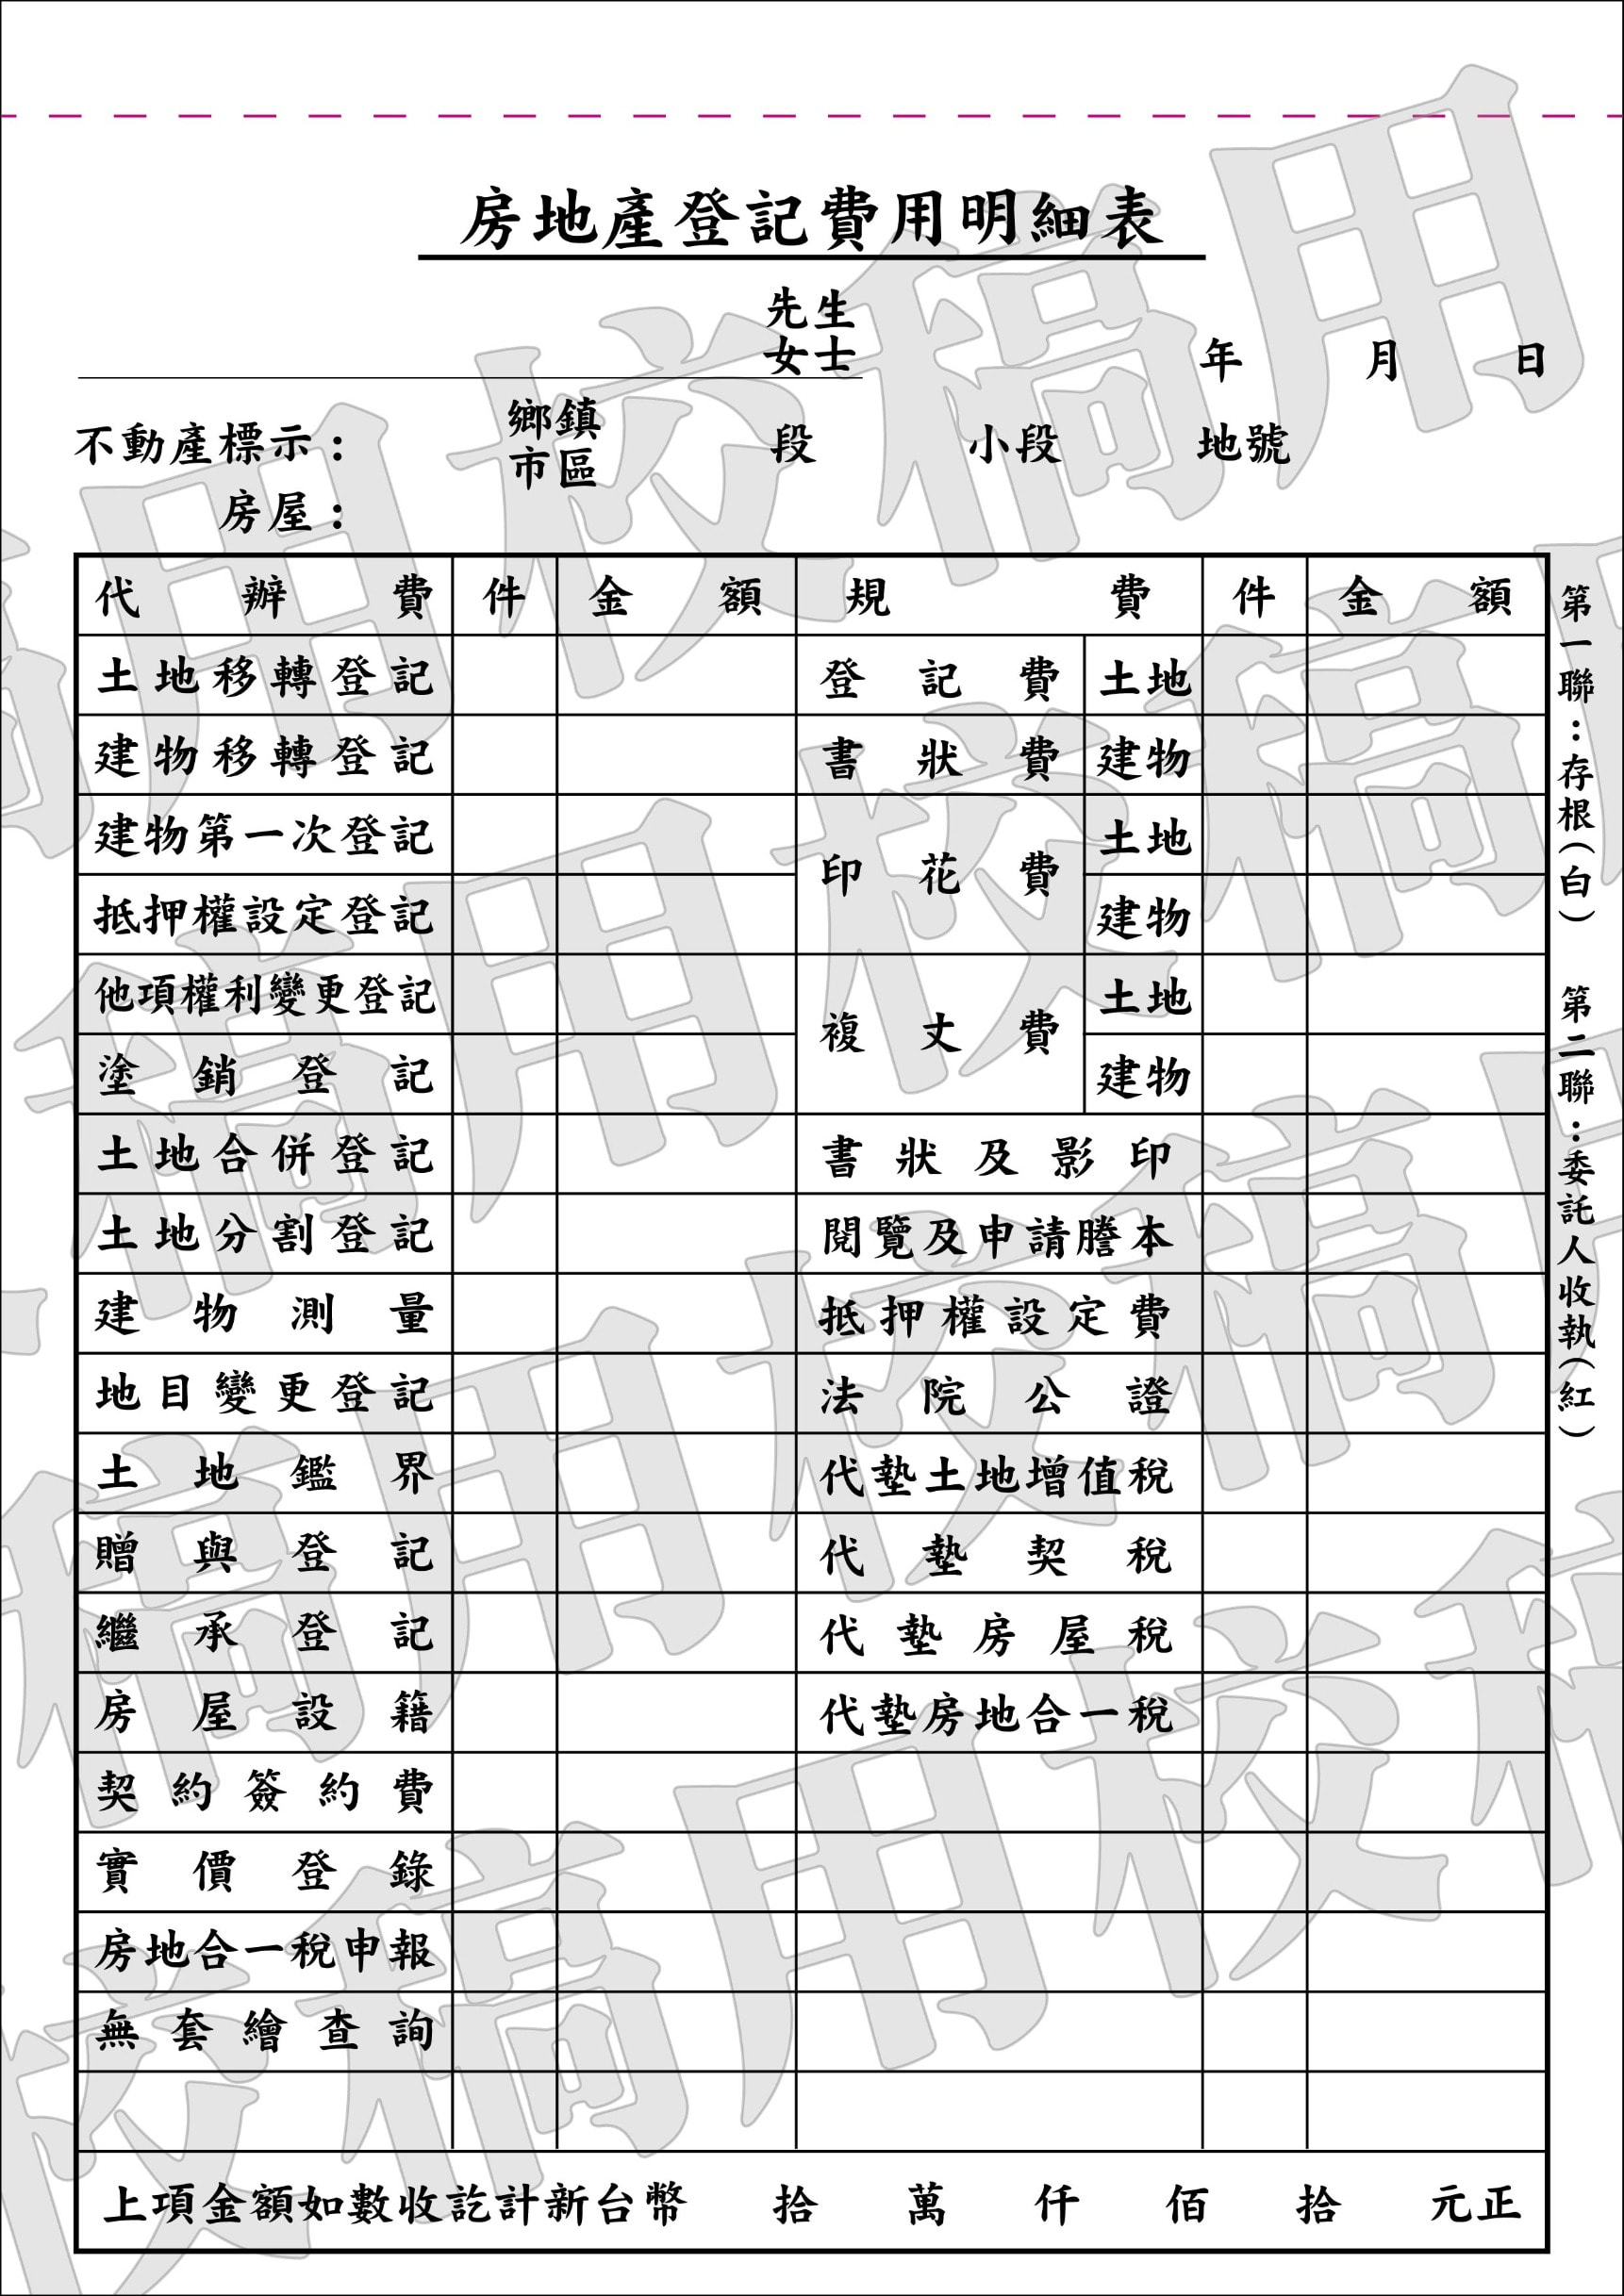 房地產登記費用明細表
先生
女士
年 月 日
不動產標示：
鄉鎮
市區
段 小段 地號
房屋：
代辦費 件 金額 規費 件 金額
土地移轉登記 登記費 土地
建物移轉登記 書狀費 建物
建物第一次登記 印花費 土地
抵押權設定登記 建物
他項權利變更登記 複丈費 土地
塗銷登記 建物
土地合併登記 書狀及影印
土地分割登記 閱覽及申請謄本
建物測量 抵押權設定費
地目變更登記 法院公證
土地鑑界 代墊土地增值稅
贈與登記 代墊契稅
繼承登記 代墊房屋稅
房屋設籍 代墊房地合一稅
契約簽約費
實價登錄
房地合一稅申報
無套繪查詢
上項金額如數收訖計新台幣 拾 萬 仟 佰 拾 元正
第一聯：存根（白） 第二聯：委託人收執（紅）
校稿用
校稿用
校稿用
校稿用